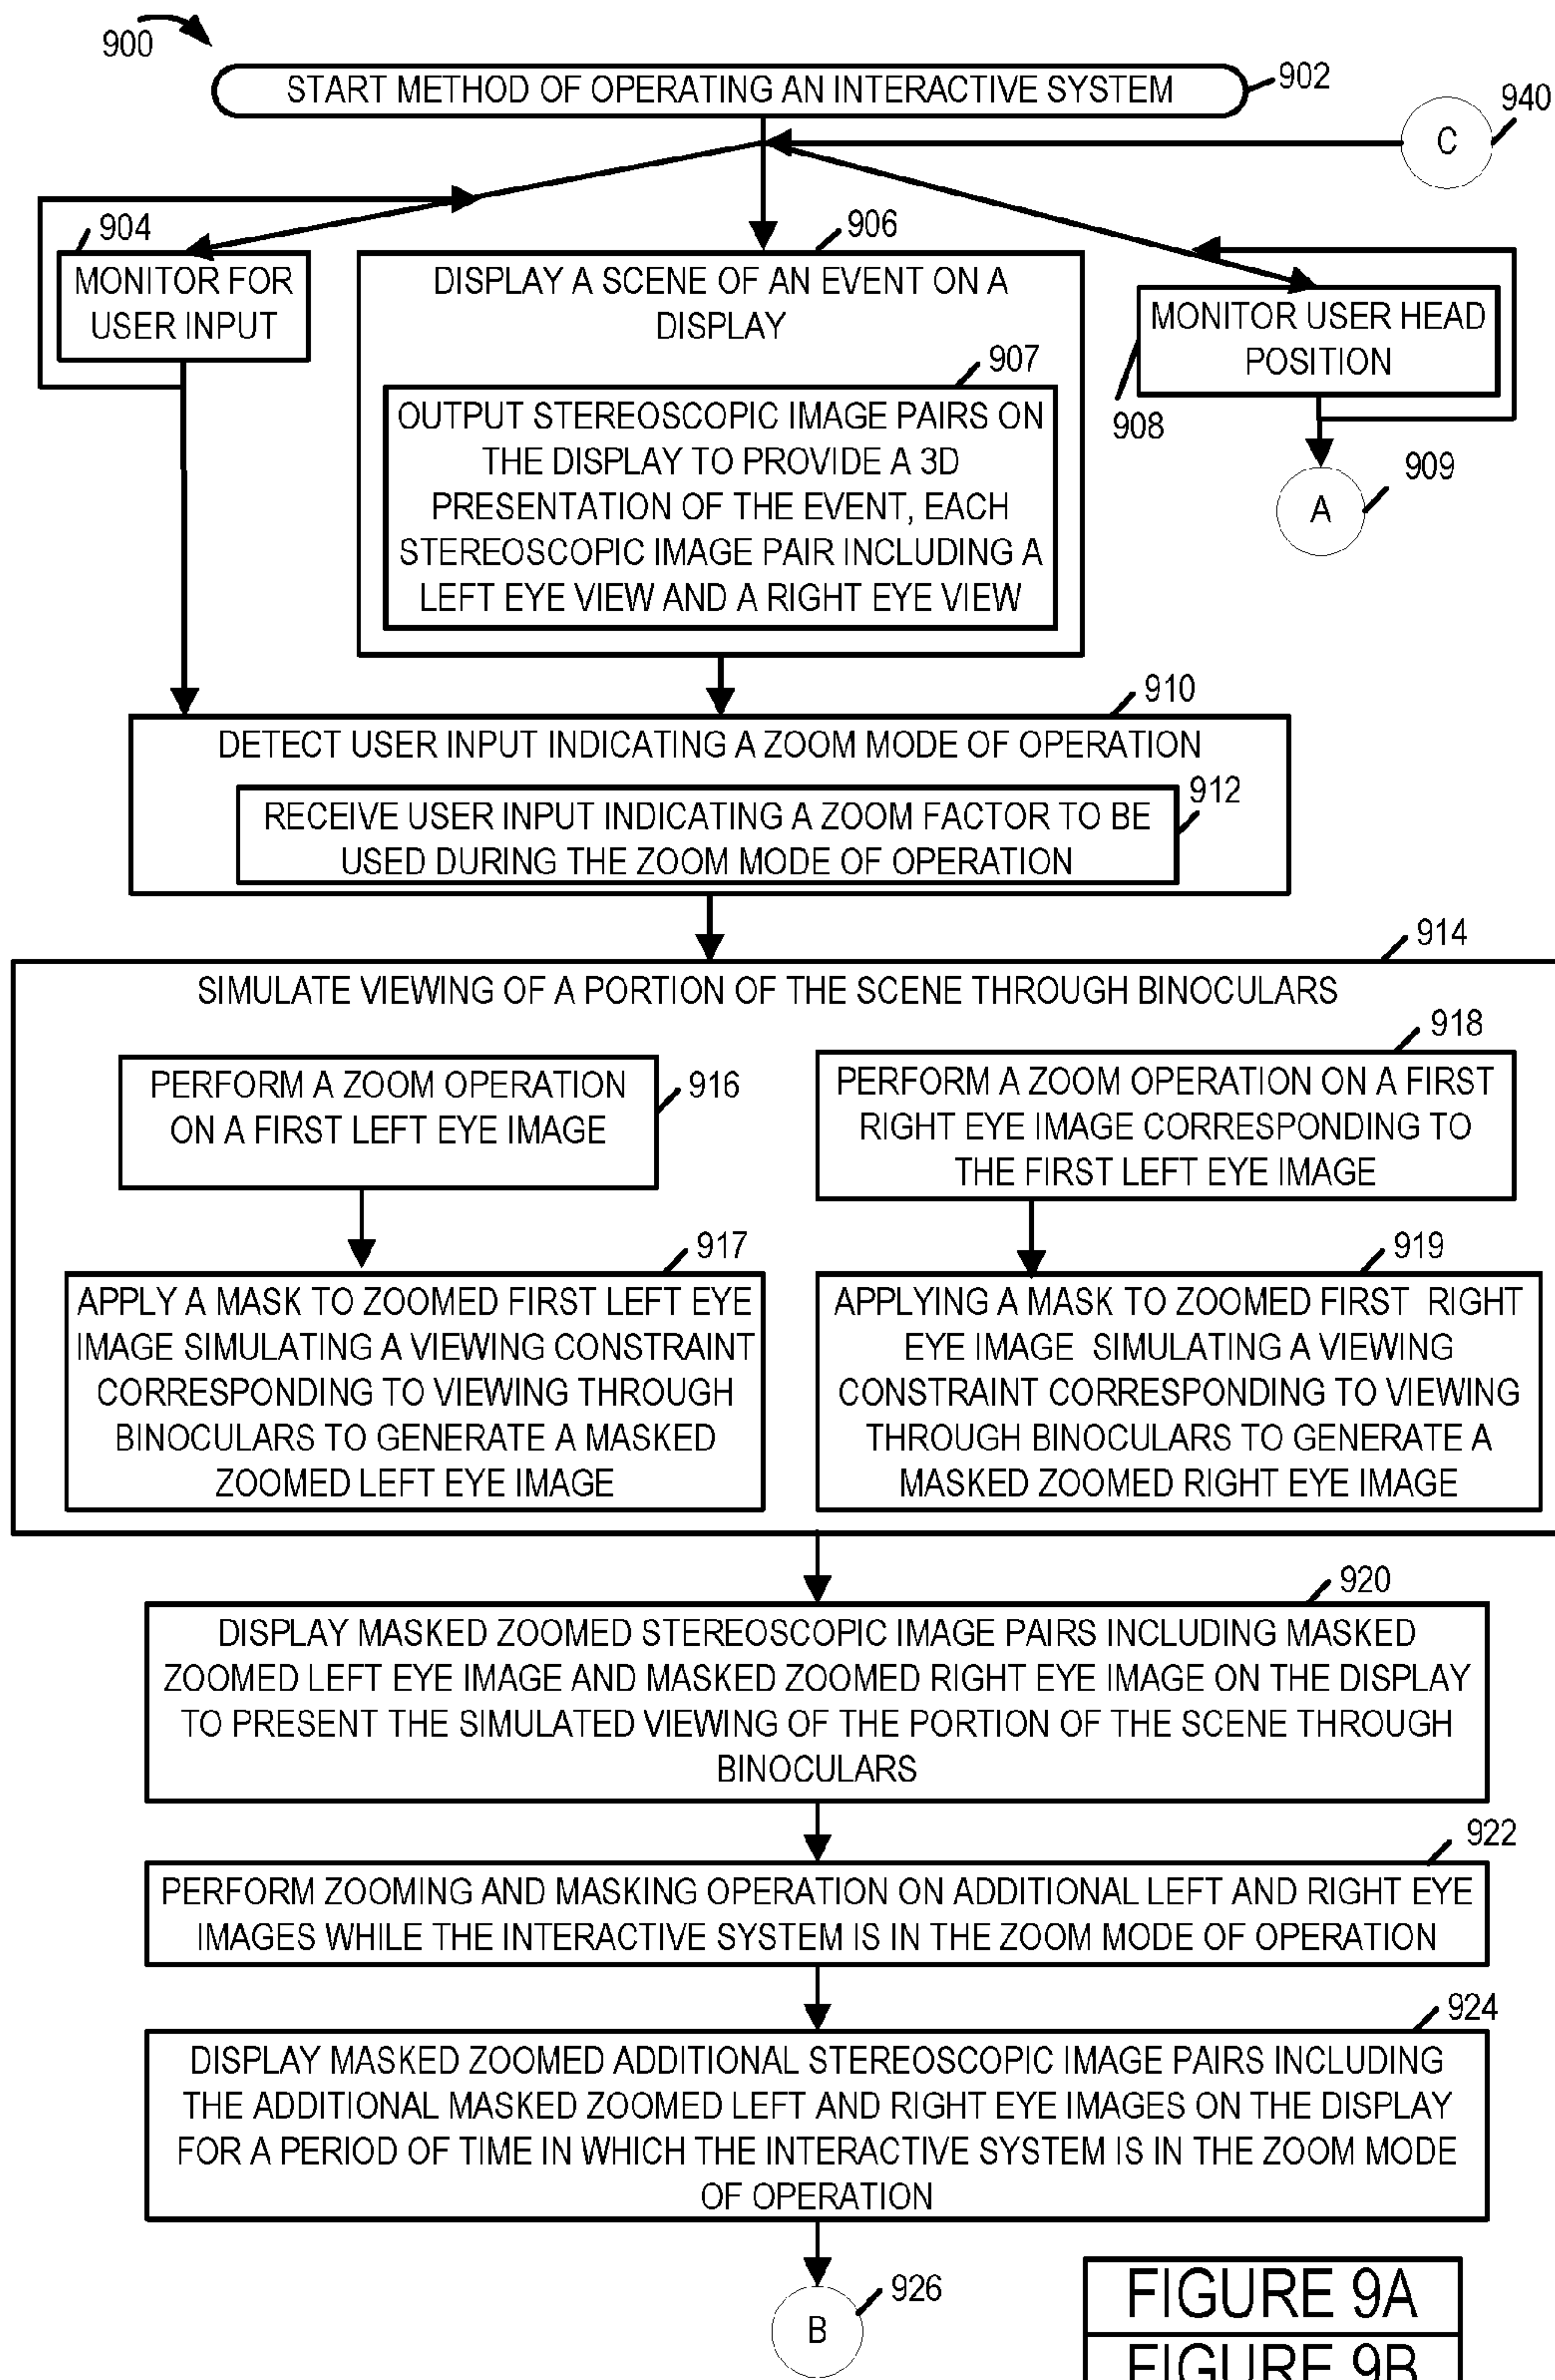 900
START METHOD OF OPERATING AN INTERACTIVE SYSTEM
902
C
940
904
MONITOR FOR
USER INPUT
906
DISPLAY A SCENE OF AN EVENT ON A
DISPLAY
907
OUTPUT STEREOSCOPIC IMAGE PAIRS ON
THE DISPLAY TO PROVIDE A 3D
PRESENTATION OF THE EVENT, EACH
STEREOSCOPIC IMAGE PAIR INCLUDING A
LEFT EYE VIEW AND A RIGHT EYE VIEW
MONITOR USER HEAD
POSITION
908
A
909
910
DETECT USER INPUT INDICATING A ZOOM MODE OF OPERATION
912
RECEIVE USER INPUT INDICATING A ZOOM FACTOR TO BE
USED DURING THE ZOOM MODE OF OPERATION
914
SIMULATE VIEWING OF A PORTION OF THE SCENE THROUGH BINOCULARS
PERFORM A ZOOM OPERATION
ON A FIRST LEFT EYE IMAGE
916
918
PERFORM A ZOOM OPERATION ON A FIRST
RIGHT EYE IMAGE CORRESPONDING TO
THE FIRST LEFT EYE IMAGE
917
APPLY A MASK TO ZOOMED FIRST LEFT EYE
IMAGE SIMULATING A VIEWING CONSTRAINT
CORRESPONDING TO VIEWING THROUGH
BINOCULARS TO GENERATE A MASKED
ZOOMED LEFT EYE IMAGE
919
APPLYING A MASK TO ZOOMED FIRST RIGHT
EYE IMAGE SIMULATING A VIEWING
CONSTRAINT CORRESPONDING TO VIEWING
THROUGH BINOCULARS TO GENERATE A
MASKED ZOOMED RIGHT EYE IMAGE
920
DISPLAY MASKED ZOOMED STEREOSCOPIC IMAGE PAIRS INCLUDING MASKED
ZOOMED LEFT EYE IMAGE AND MASKED ZOOMED RIGHT EYE IMAGE ON THE DISPLAY
TO PRESENT THE SIMULATED VIEWING OF THE PORTION OF THE SCENE THROUGH
BINOCULARS
922
PERFORM ZOOMING AND MASKING OPERATION ON ADDITIONAL LEFT AND RIGHT EYE
IMAGES WHILE THE INTERACTIVE SYSTEM IS IN THE ZOOM MODE OF OPERATION
924
DISPLAY MASKED ZOOMED ADDITIONAL STEREOSCOPIC IMAGE PAIRS INCLUDING
THE ADDITIONAL MASKED ZOOMED LEFT AND RIGHT EYE IMAGES ON THE DISPLAY
FOR A PERIOD OF TIME IN WHICH THE INTERACTIVE SYSTEM IS IN THE ZOOM MODE
OF OPERATION
B
926
FIGURE 9A
FIGURE 9B